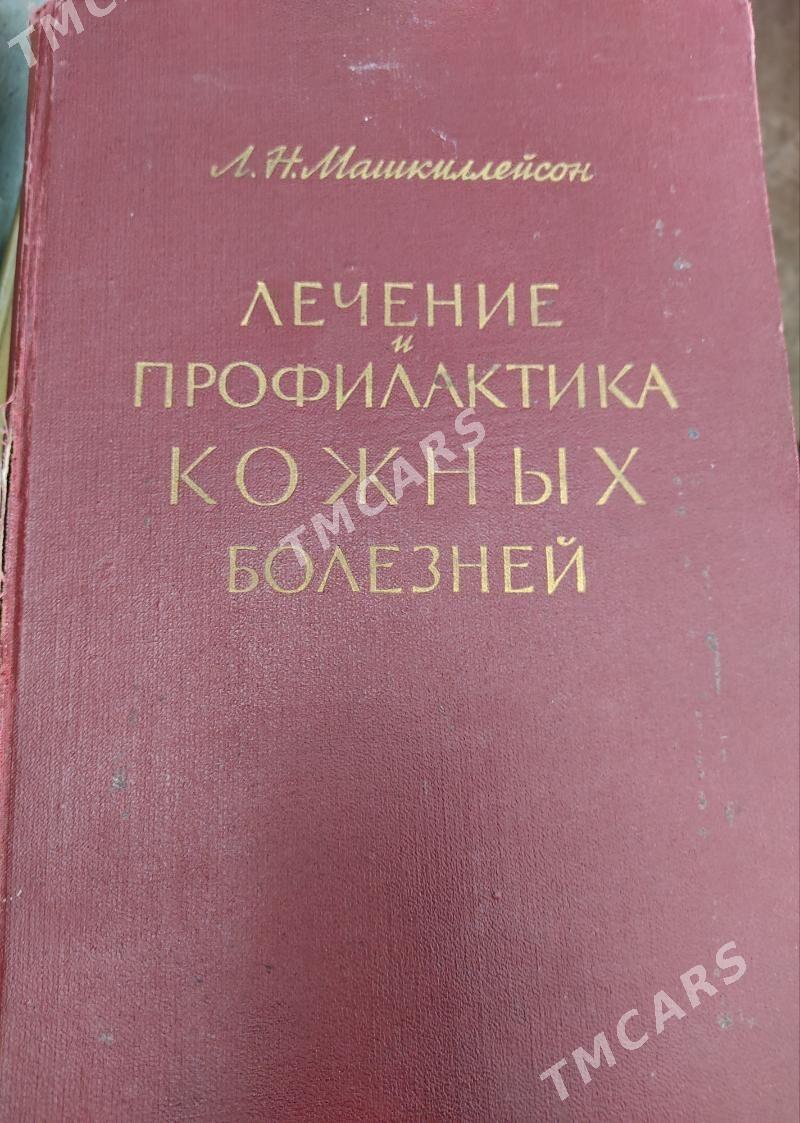 TMCARS
Л. Н. Машкиллейсон
ЛЕЧЕНИЕ
и
ПРОФИЛАКТИКА
КОЖНЫХ
TMCARS
БОЛЕЗНЕЙ
TMCARS